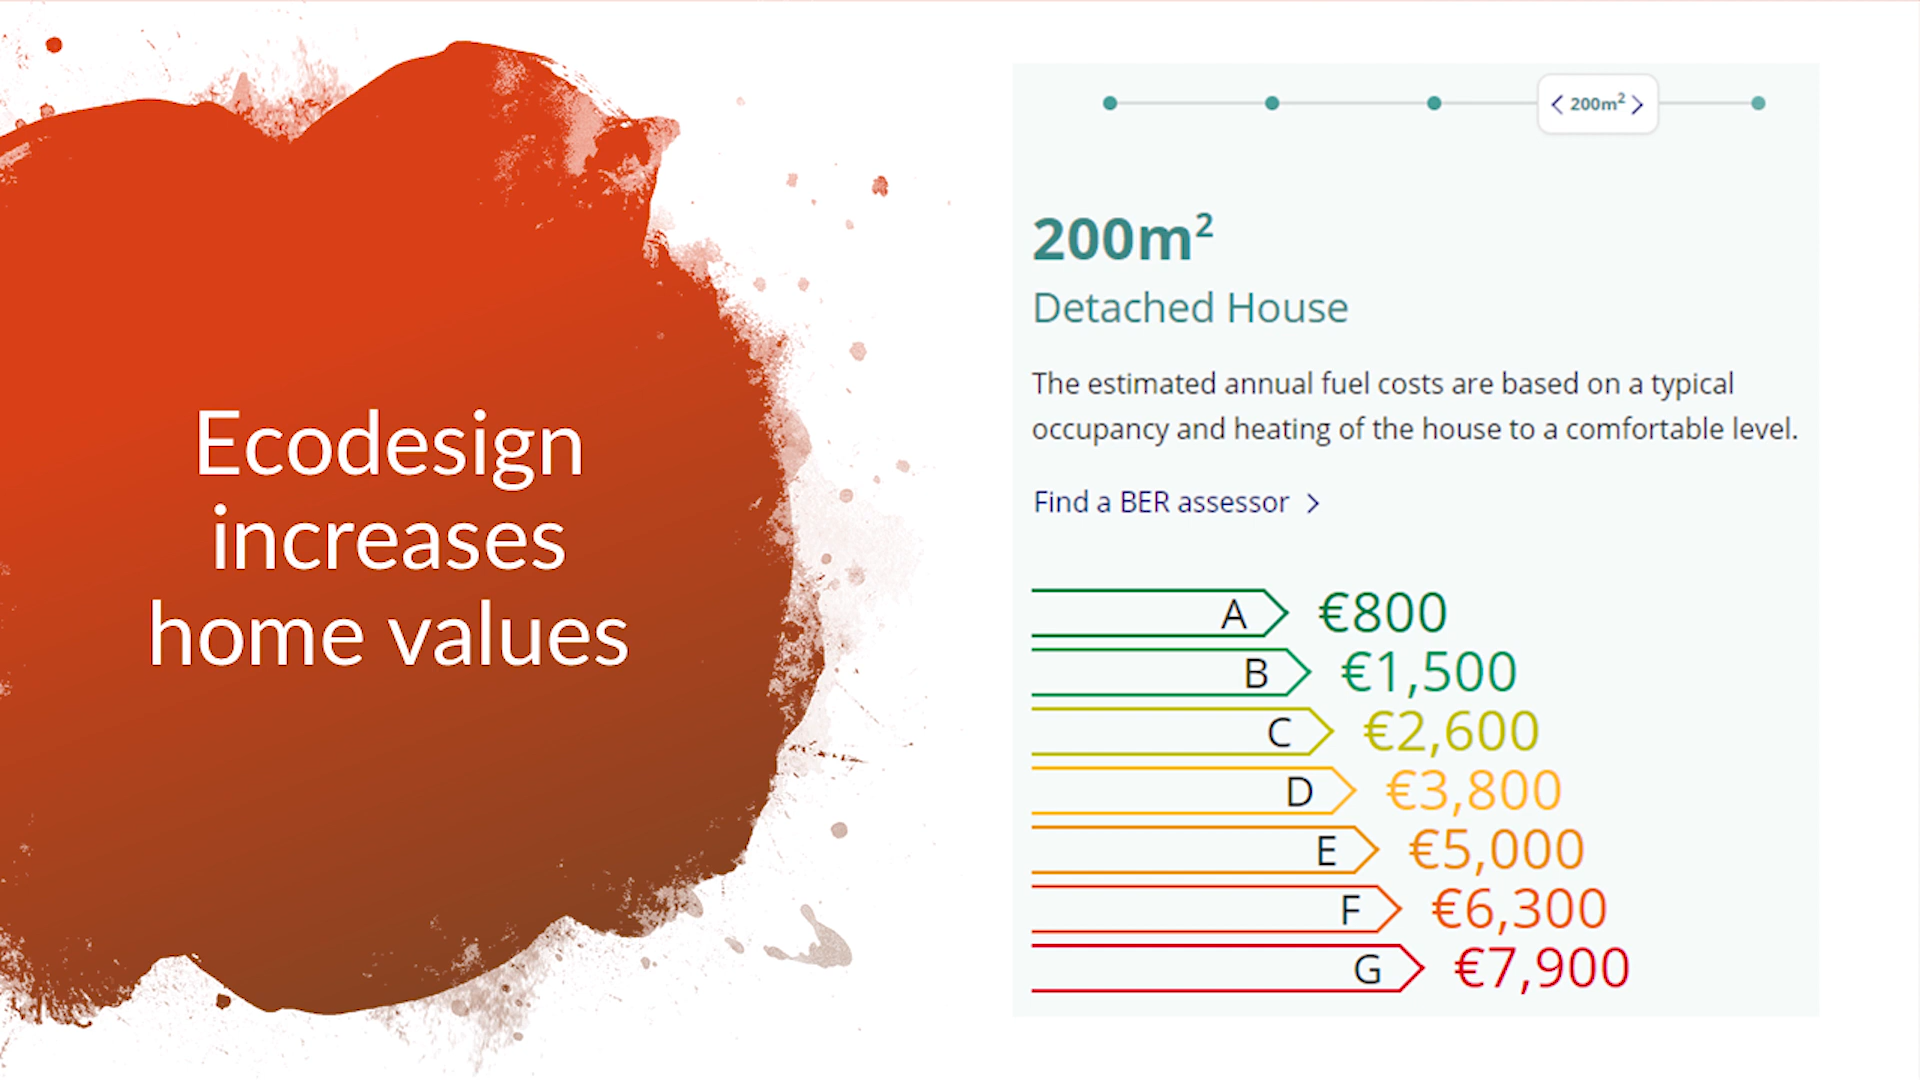 Ecodesign
increases
home values
< 200m² >
200m²
Detached House
The estimated annual fuel costs are based on a typical
occupancy and heating of the house to a comfortable level.
Find a BER assessor >
A €800
B €1,500
C €2,600
D €3,800
E €5,000
F €6,300
G €7,900